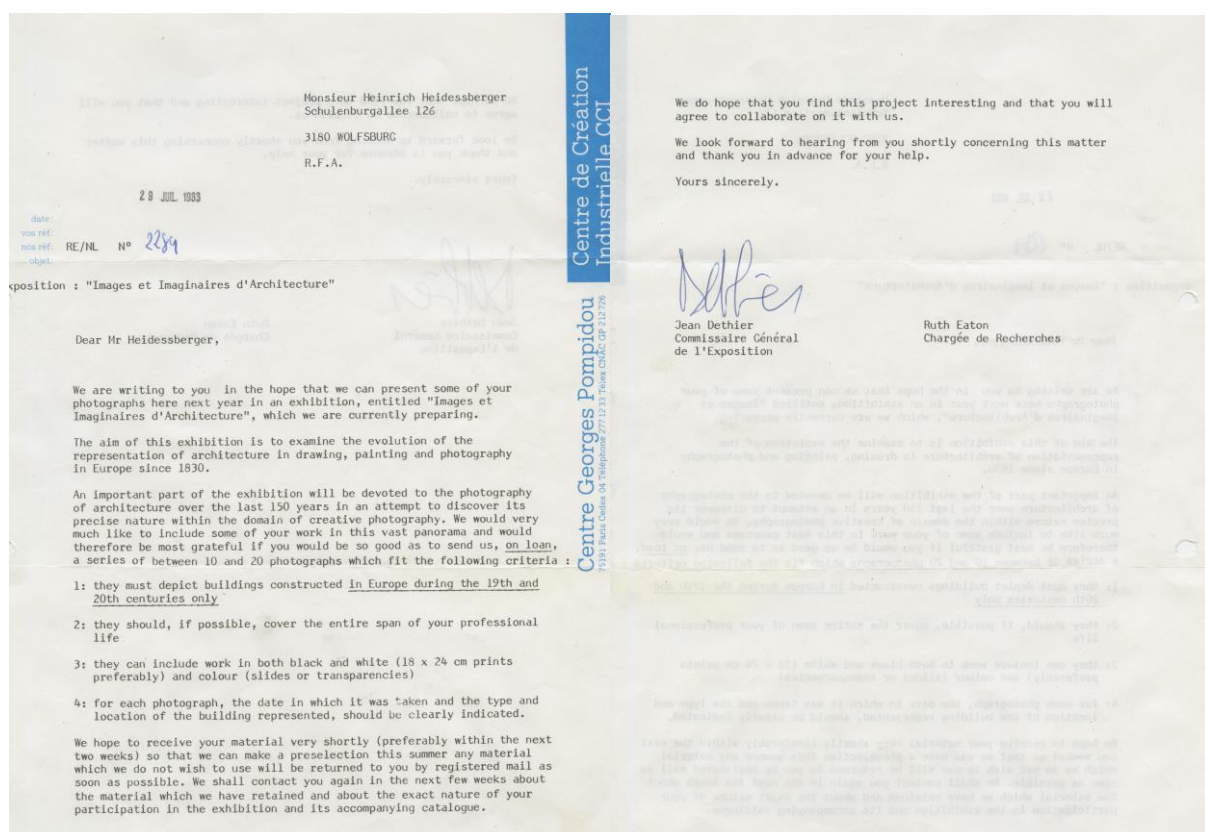 Monsieur Heinrich Heidessberger
Schulenburgallee 126
3180 WOLFSBURG
R.F.A.
2 9 JUIL. 1983
date:
vos réf:
nos réf: RE/NL N° 2289
objet:
xposition : "Images et Imaginaires d'Architecture"
Dear Mr Heidessberger,
We are writing to you in the hope that we can present some of your
photographs here next year in an exhibition, entitled "Images et
Imaginaires d'Architecture", which we are currently preparing.
The aim of this exhibition is to examine the evolution of the
representation of architecture in drawing, painting and photography
in Europe since 1830.
An important part of the exhibition will be devoted to the photography
of architecture over the last 150 years in an attempt to discover its
precise nature within the domain of creative photography. We would very
much like to include some of your work in this vast panorama and would
therefore be most grateful if you would be so good as to send us, on loan,
a series of between 10 and 20 photographs which fit the following criteria :
1: they must depict buildings constructed in Europe during the 19th and
20th centuries only
2: they should, if possible, cover the entire span of your professional
life
3: they can include work in both black and white (18 x 24 cm prints
preferably) and colour (slides or transparencies)
4: for each photograph, the date in which it was taken and the type and
location of the building represented, should be clearly indicated.
We hope to receive your material very shortly (preferably within the next
two weeks) so that we can make a preselection this summer any material
which we do not wish to use will be returned to you by registered mail as
soon as possible. We shall contact you again in the next few weeks about
the material which we have retained and about the exact nature of your
participation in the exhibition and its accompanying catalogue.
Centre de Création
Industrielle CCI
Centre Georges Pompidou
75191 Paris Cedex 04 Téléphone 277 1233 Télex CNAC GP 212 726
We do hope that you find this project interesting and that you will
agree to collaborate on it with us.
We look forward to hearing from you shortly concerning this matter
and thank you in advance for your help.
Yours sincerely.
Dethier
Jean Dethier
Commissaire Général
de l'Exposition
Ruth Eaton
Chargée de Recherches